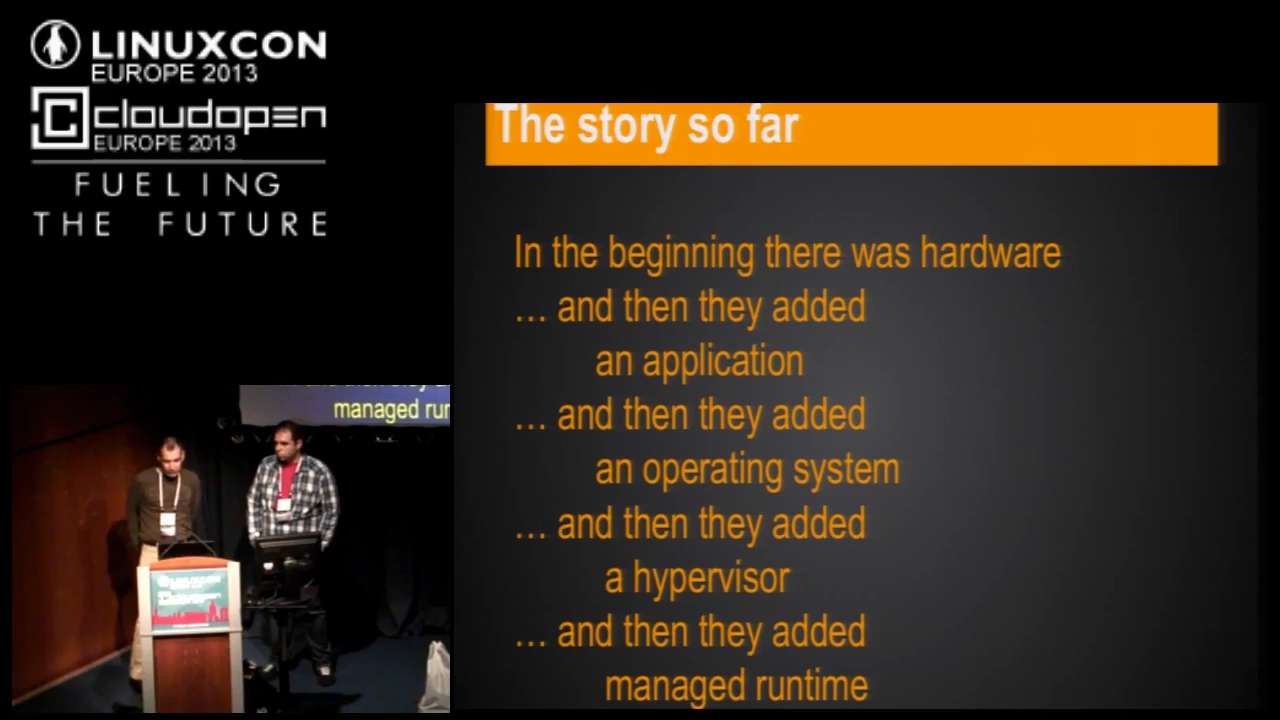 LINUXCON
EUROPE 2013
cloudopen
EUROPE 2013
FUELING
THE FUTURE
The story so far
In the beginning there was hardware
… and then they added
an application
… and then they added
an operating system
… and then they added
a hypervisor
… and then they added
managed runtime
managed run
LINUXCON
cloudopen